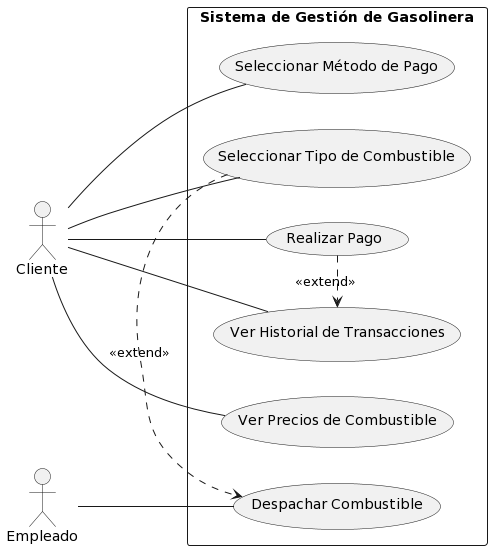 Sistema de Gestión de Gasolinera
Seleccionar Método de Pago
Seleccionar Tipo de Combustible
Realizar Pago
Cliente
«extend»
Ver Historial de Transacciones
«extend»
Ver Precios de Combustible
Despachar Combustible
Empleado